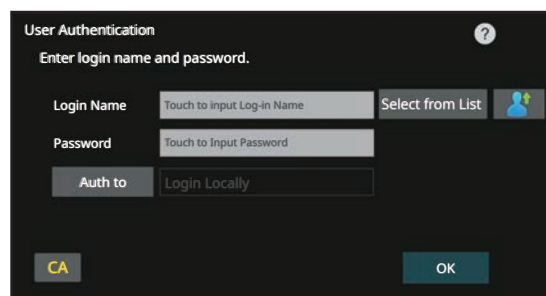 User Authentication
?
Enter login name and password.
Login Name
Touch to input Log-in Name
Select from List
Password
Touch to Input Password
Auth to
Login Locally
CA
OK